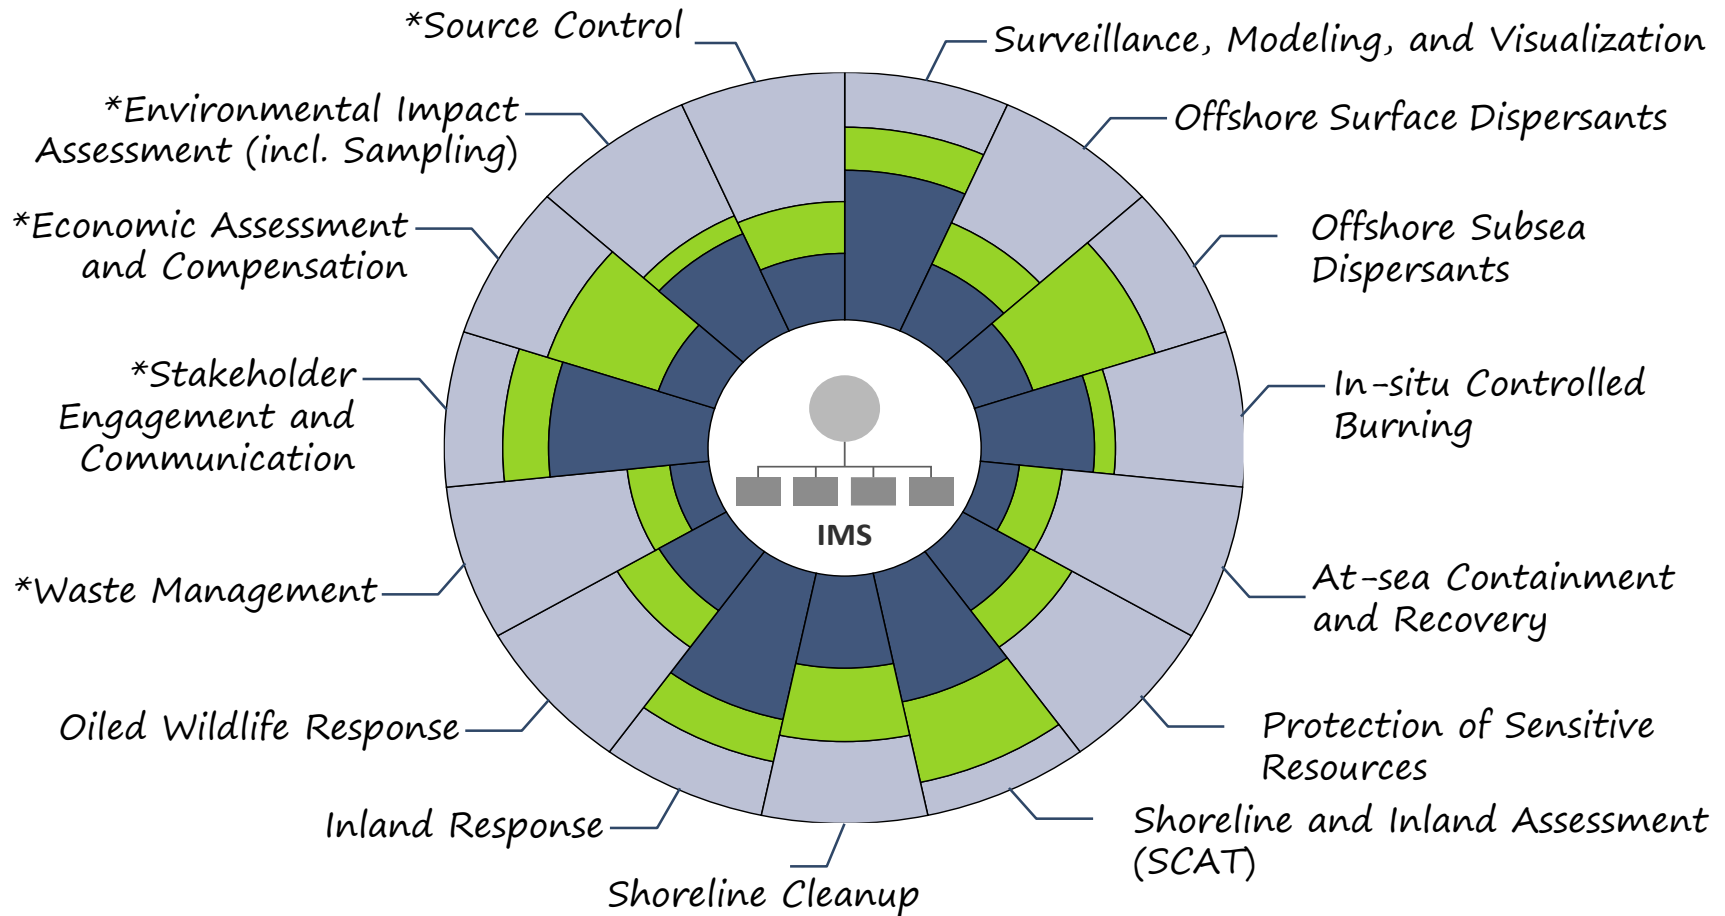 *Source Control
Surveillance, Modeling, and Visualization
*Environmental Impact
Assessment (incl. Sampling)
Offshore Surface Dispersants
*Economic Assessment
and Compensation
Offshore Subsea
Dispersants
*Stakeholder
Engagement and
Communication
In-situ Controlled
Burning
IMS
*Waste Management
At-sea Containment
and Recovery
Oiled Wildlife Response
Protection of Sensitive
Resources
Inland Response
Shoreline and Inland Assessment
(SCAT)
Shoreline Cleanup